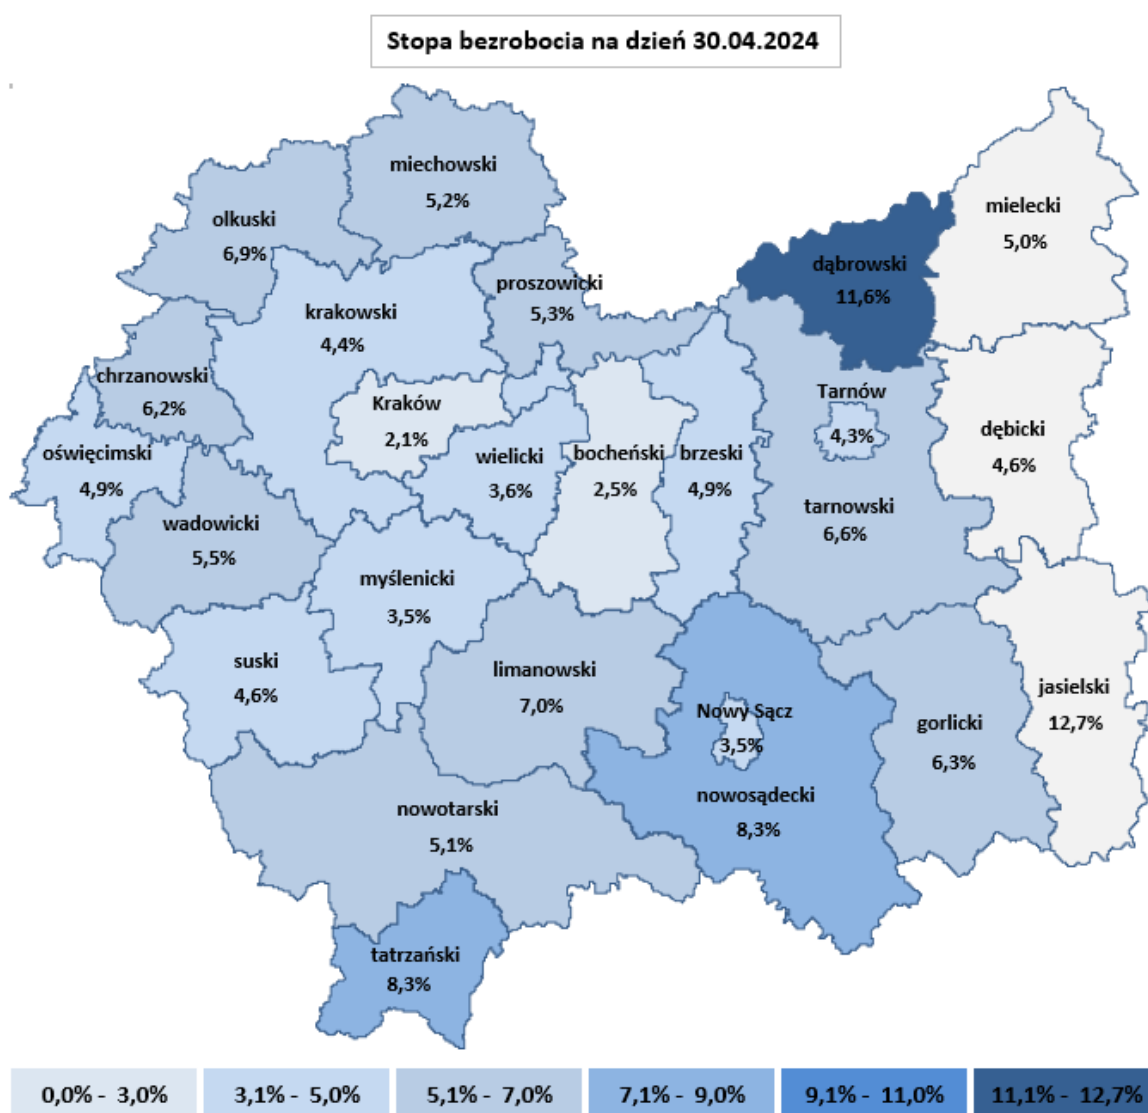 Stopa bezrobocia na dzień 30.04.2024
miechowski
5,2%
olkuski
6,9%
mielecki
5,0%
dąbrowski
11,6%
proszowicki
5,3%
krakowski
4,4%
chrzanowski
6,2%
Kraków
2,1%
Tarnów
4,3%
oświęcimski
4,9%
wielicki
3,6%
bocheński
2,5%
brzeski
4,9%
dębicki
4,6%
wadowicki
5,5%
tarnowski
6,6%
myślenicki
3,5%
suski
4,6%
limanowski
7,0%
jasielski
12,7%
Nowy Sącz
3,5%
gorlicki
6,3%
nowosądecki
8,3%
nowotarski
5,1%
tatrzański
8,3%
0,0% - 3,0%
3,1% - 5,0%
5,1% - 7,0%
7,1% - 9,0%
9,1% - 11,0%
11,1% - 12,7%